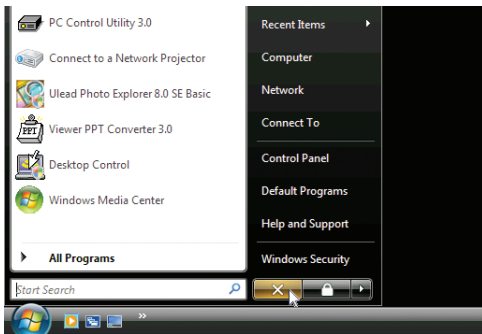 PC Control Utility 3.0
Connect to a Network Projector
Ulead Photo Explorer 8.0 SE Basic
PPT
Viewer PPT Converter 3.0
Desktop Control
Windows Media Center
All Programs
Start Search
Recent Items
Computer
Network
Connect To
Control Panel
Default Programs
Help and Support
Windows Security